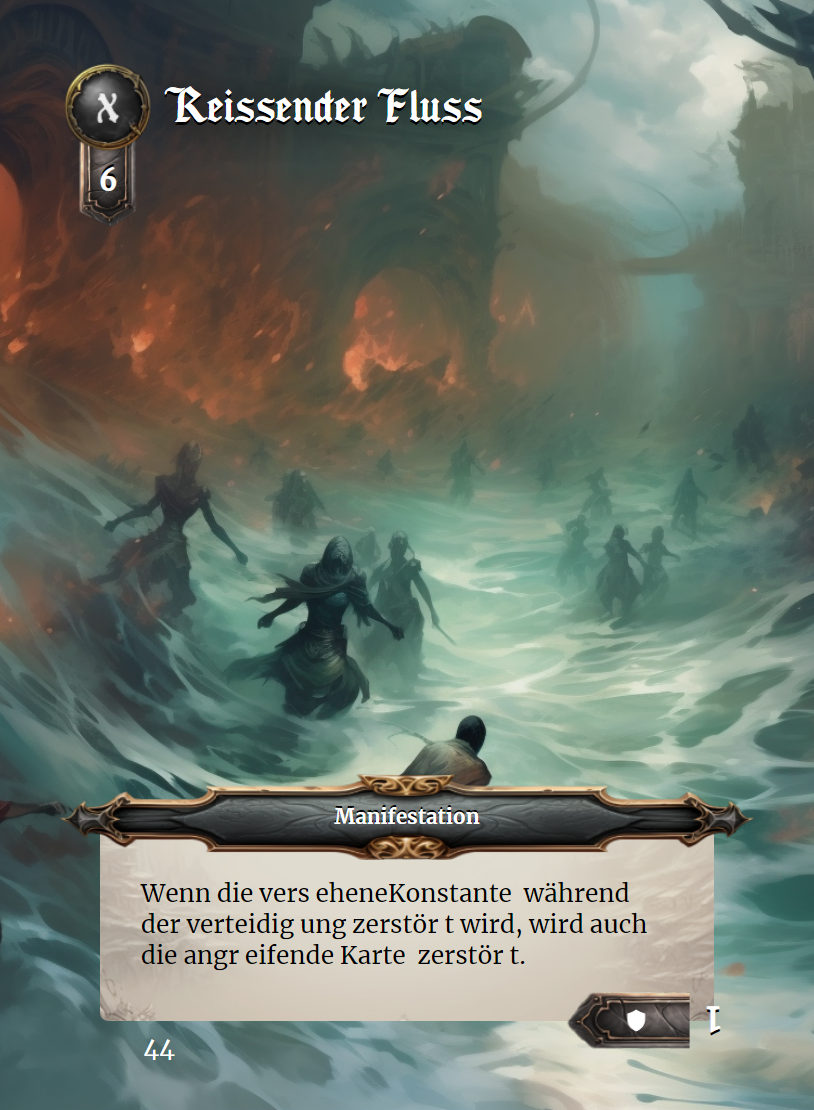 Reissender Fluss
X
6
Manifestation
Wenn die vers eheneKonstante während
der verteidig ung zerstör t wird, wird auch
die angr eifende Karte zerstör t.
1
44